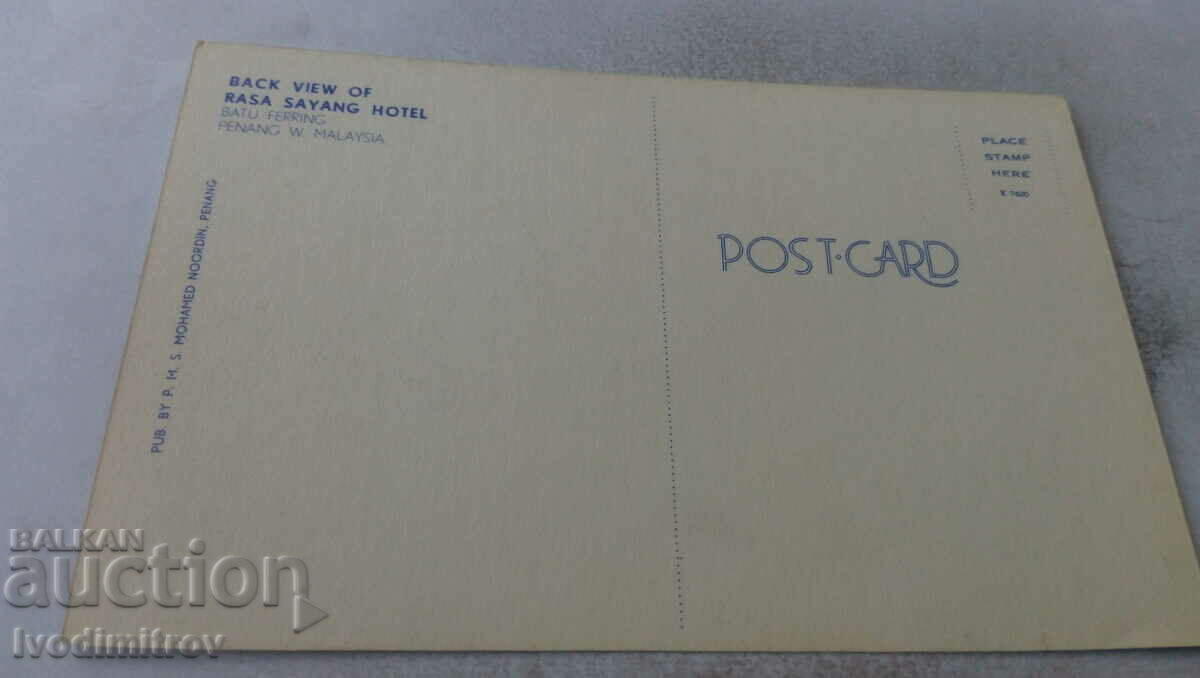 BACK VIEW OF
RASA SAYANG HOTEL
BATU FERRING
PENANG W. MALAYSIA
PUB. BY P. M. S. MOHAMED NOORDIN, PENANG
PLACE
STAMP
HERE
POST·CARD
BALKAN
auction
Ivodimitrov